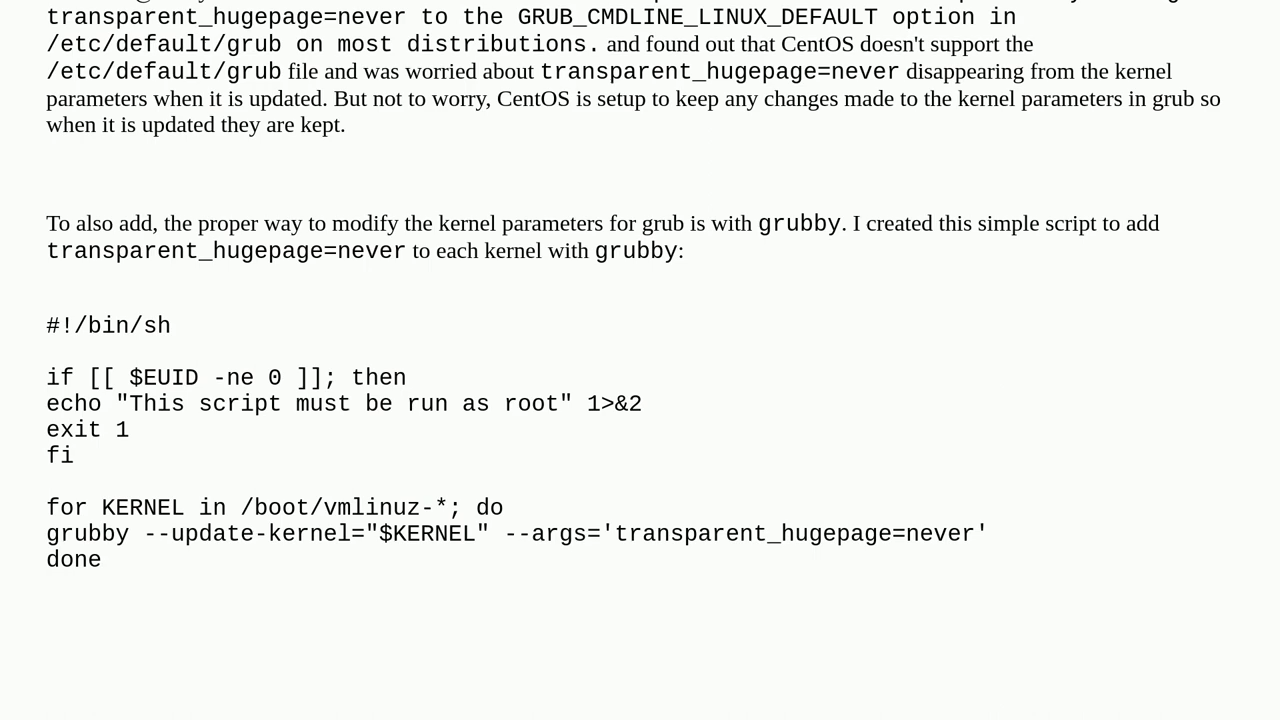 transparent_hugepage=never to the GRUB_CMDLINE_LINUX_DEFAULT option in
/etc/default/grub on most distributions. and found out that CentOS doesn't support the
/etc/default/grub file and was worried about transparent_hugepage=never disappearing from the kernel
parameters when it is updated. But not to worry, CentOS is setup to keep any changes made to the kernel parameters in grub so
when it is updated they are kept.
To also add, the proper way to modify the kernel parameters for grub is with grubby. I created this simple script to add
transparent_hugepage=never to each kernel with grubby:
#!/bin/sh
if [[ $EUID -ne 0 ]]; then
echo "This script must be run as root" 1>&2
exit 1
fi
for KERNEL in /boot/vmlinuz-*; do
grubby --update-kernel="$KERNEL" --args='transparent_hugepage=never'
done